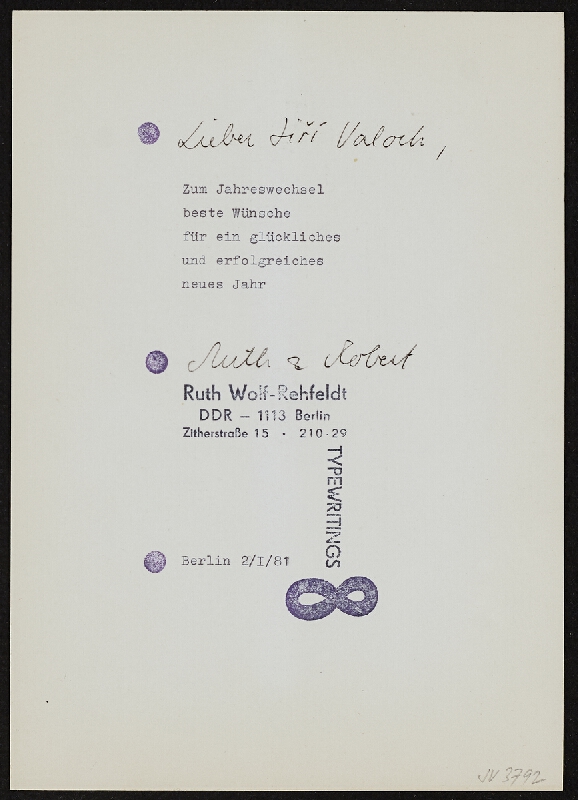 Lieber Jiří Valoch,
Zum Jahreswechsel
beste Wünsche
für ein glückliches
und erfolgreiches
neues Jahr
Ruth & Robert
Ruth Wolf-Rehfeldt
DDR – 1113 Berlin
Zitherstraße 15 · 210-29
TYPEWRITINGS
Berlin 2/I/81
8
JV 3792